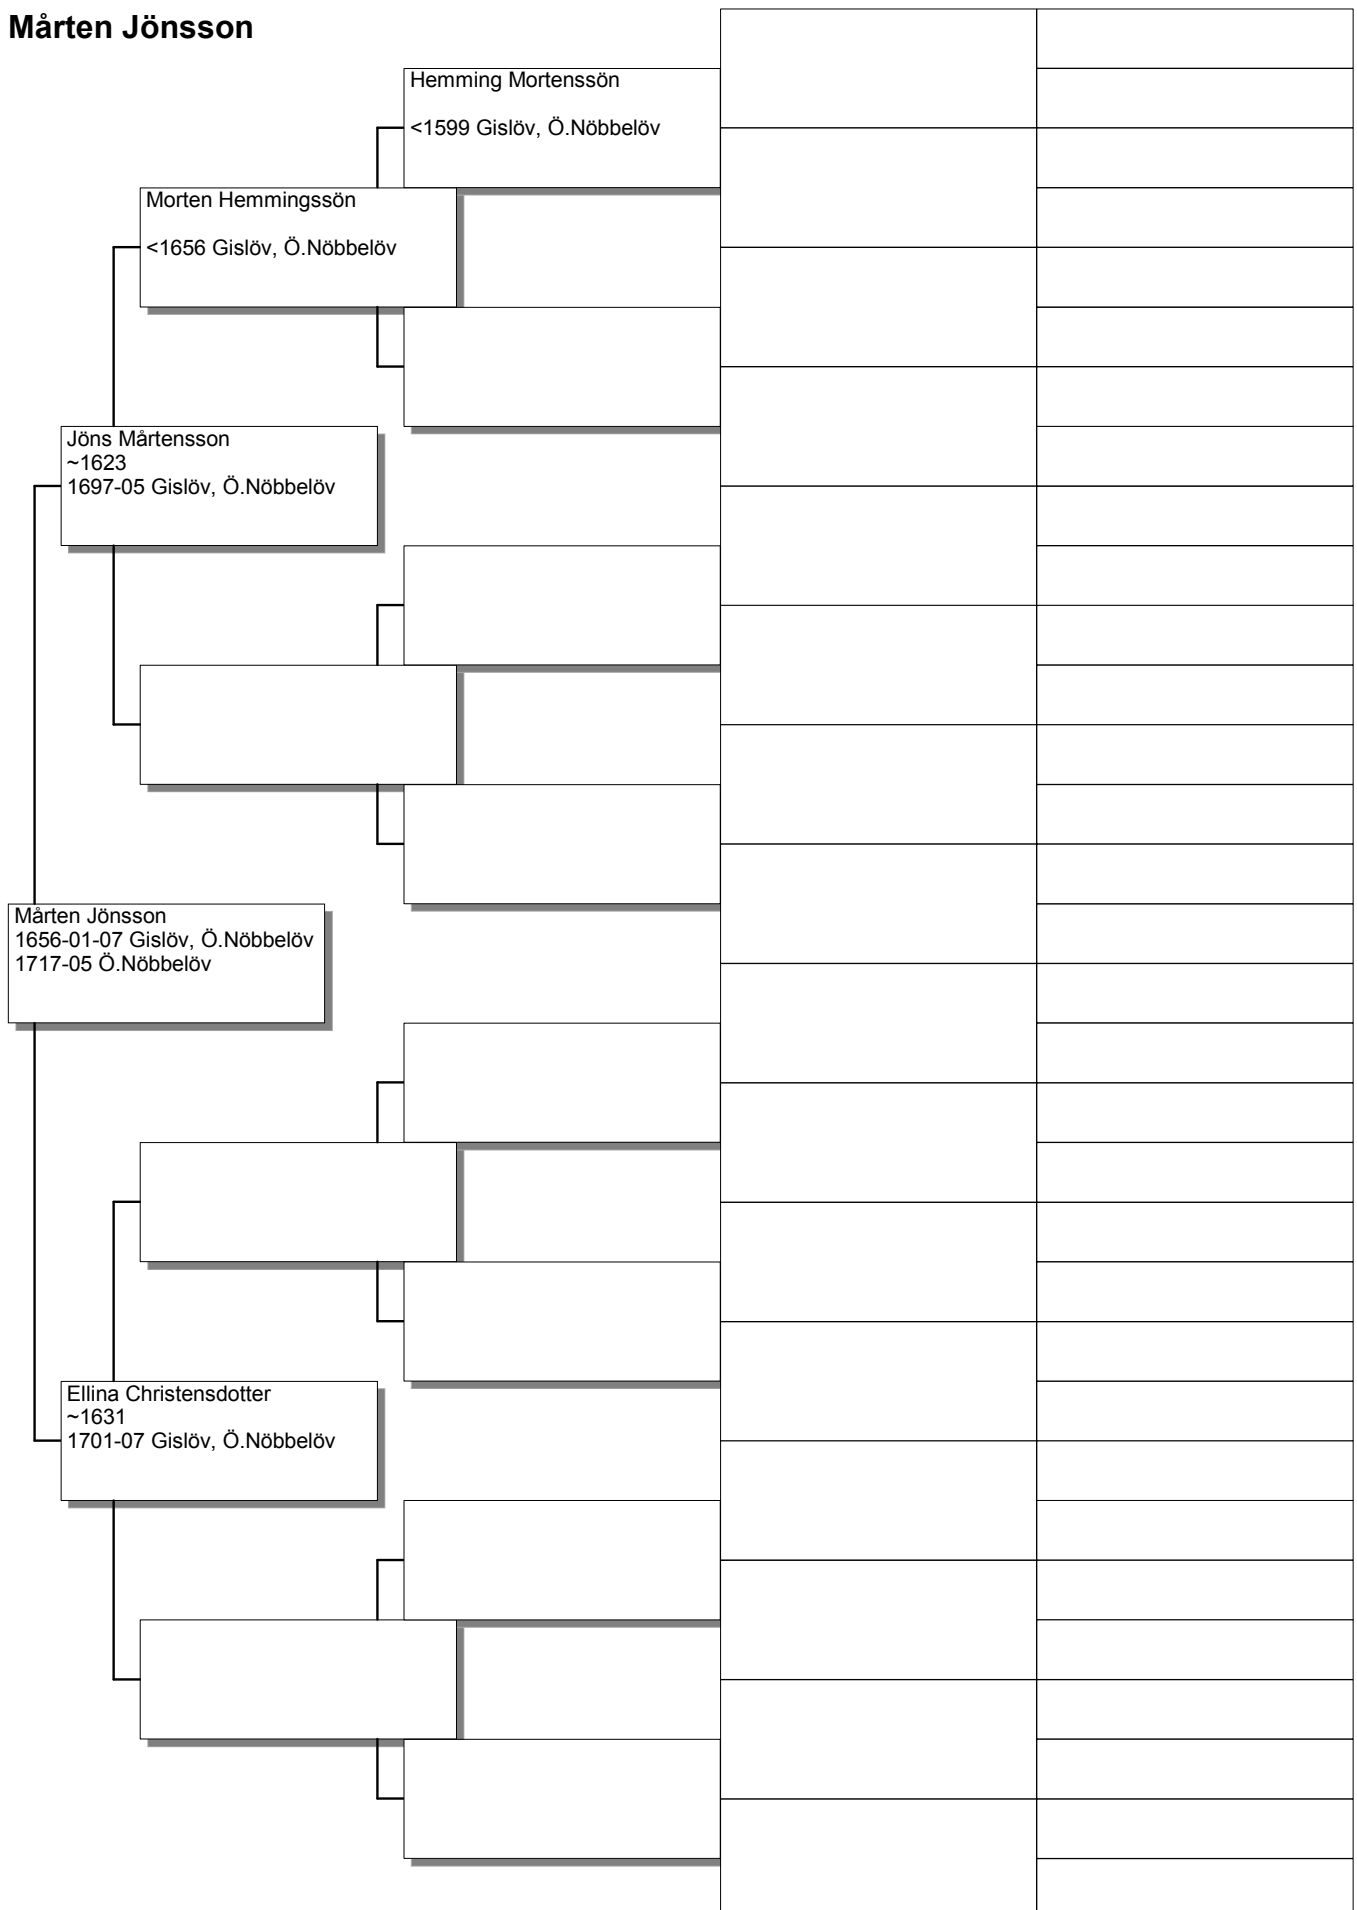 Mårten Jönsson
Hemming Mortenssön
<1599 Gislöv, Ö.Nöbbelöv
Morten Hemmingssön
<1656 Gislöv, Ö.Nöbbelöv
Jöns Mårtensson
~1623
1697-05 Gislöv, Ö.Nöbbelöv
Mårten Jönsson
1656-01-07 Gislöv, Ö.Nöbbelöv
1717-05 Ö.Nöbbelöv
Ellina Christensdotter
~1631
1701-07 Gislöv, Ö.Nöbbelöv